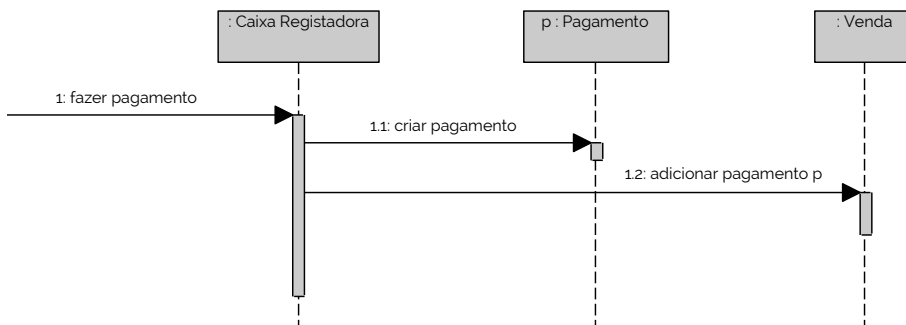 : Caixa Registadora
p : Pagamento
: Venda
1: fazer pagamento
1.1: criar pagamento
1.2: adicionar pagamento p